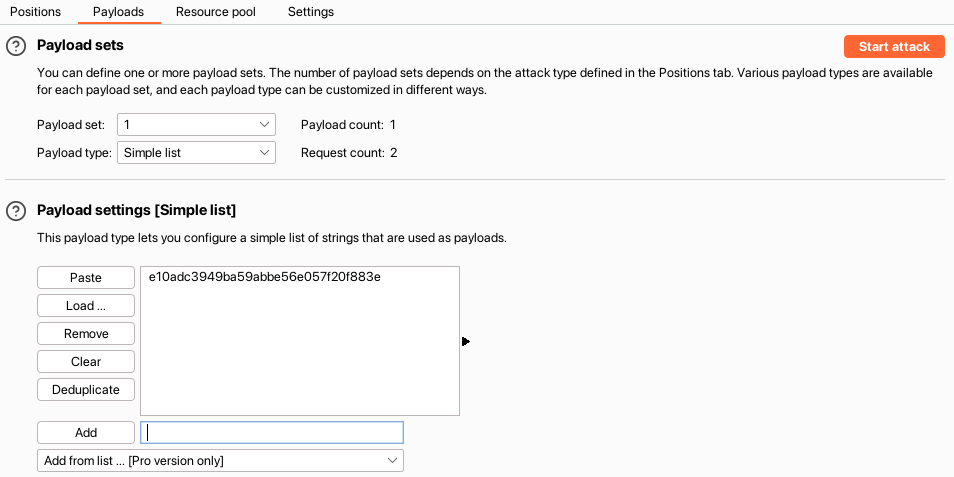 Positions Payloads Resource pool Settings
? Payload sets Start attack
You can define one or more payload sets. The number of payload sets depends on the attack type defined in the Positions tab. Various payload types are available
for each payload set, and each payload type can be customized in different ways.
Payload set: 1 Payload count: 1
Payload type: Simple list Request count: 2
? Payload settings [Simple list]
This payload type lets you configure a simple list of strings that are used as payloads.
Paste e10adc3949ba59abbe56e057f20f883e
Load ...
Remove
Clear
Deduplicate
Add
Add from list ... [Pro version only]